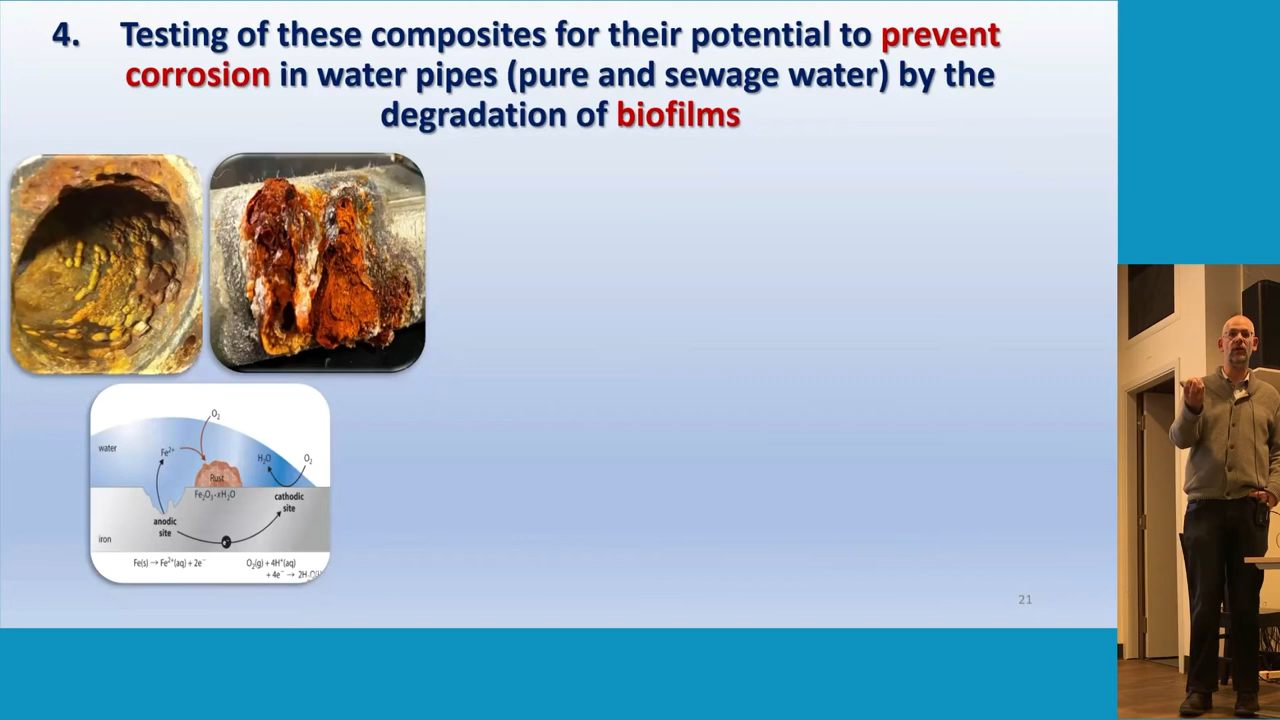 4. Testing of these composites for their potential to prevent
corrosion in water pipes (pure and sewage water) by the
degradation of biofilms
O₂
water
Fe²⁺
H₂O
O₂
Rust
Fe₂O₃·xH₂O
cathodic
site
anodic
site
e⁻
iron
Fe(s) → Fe²⁺(aq) + 2e⁻
O₂(g) + 4H⁺(aq)
+ 4e⁻ → 2H₂O(l)
21